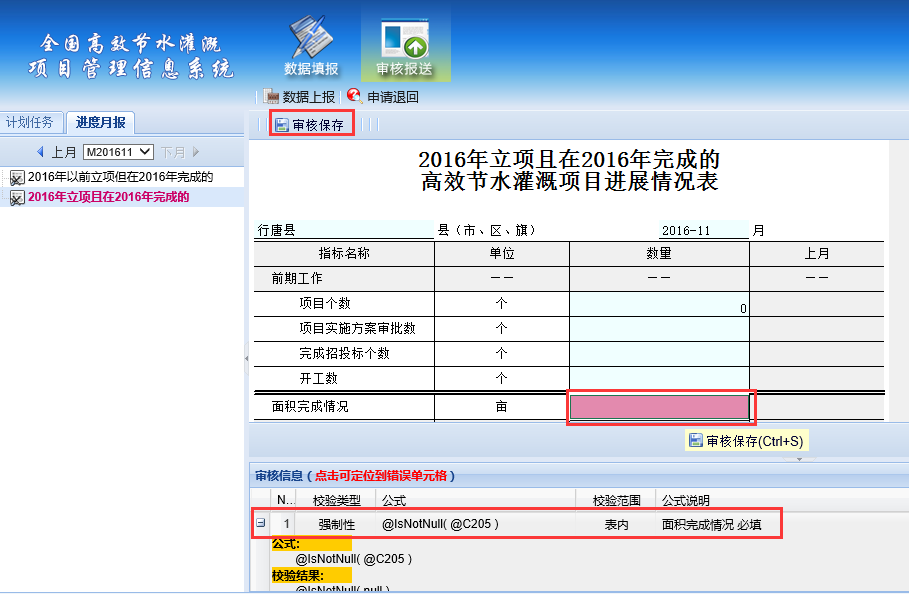 全国高效节水灌溉
项目管理信息系统
数据填报
审核报送
数据上报
申请退回
计划任务
进度月报
审核保存
上月 M201611 下月
2016年以前立项但在2016年完成的
2016年立项且在2016年完成的
2016年立项且在2016年完成的
高效节水灌溉项目进展情况表
行唐县 县（市、区、旗） 2016-11 月
指标名称 单位 数量 上月
前期工作 —— —— ——
项目个数 个 0
项目实施方案审批数 个
完成招投标个数 个
开工数 个
面积完成情况 亩
审核保存(Ctrl+S)
审核信息（点击可定位到错误单元格）
N... 校验类型 公式 校验范围 公式说明
1 强制性 @IsNotNull( @C205 ) 表内 面积完成情况 必填
公式:
@IsNotNull( @C205 )
校验结果:
@IsNotNull( null )